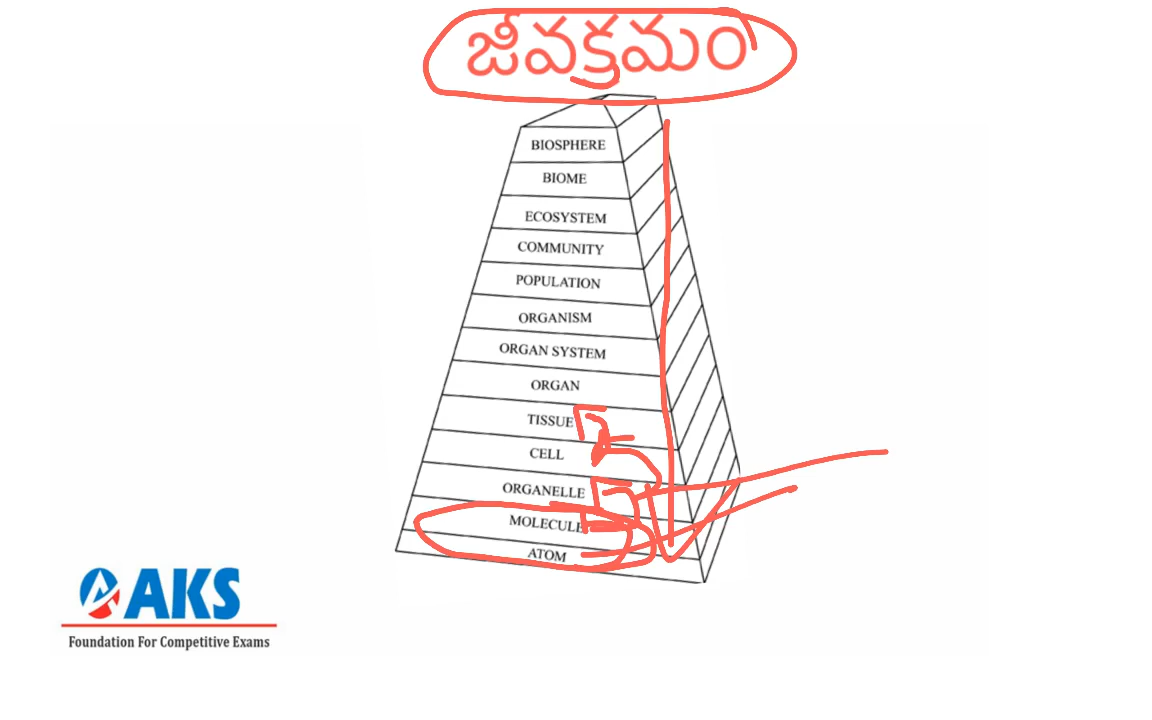 జీవక్రమం
BIOSPHERE
BIOME
ECOSYSTEM
COMMUNITY
POPULATION
ORGANISM
ORGAN SYSTEM
ORGAN
TISSUE
CELL
ORGANELLE
MOLECULE
ATOM
AKS
Foundation For Competitive Exams